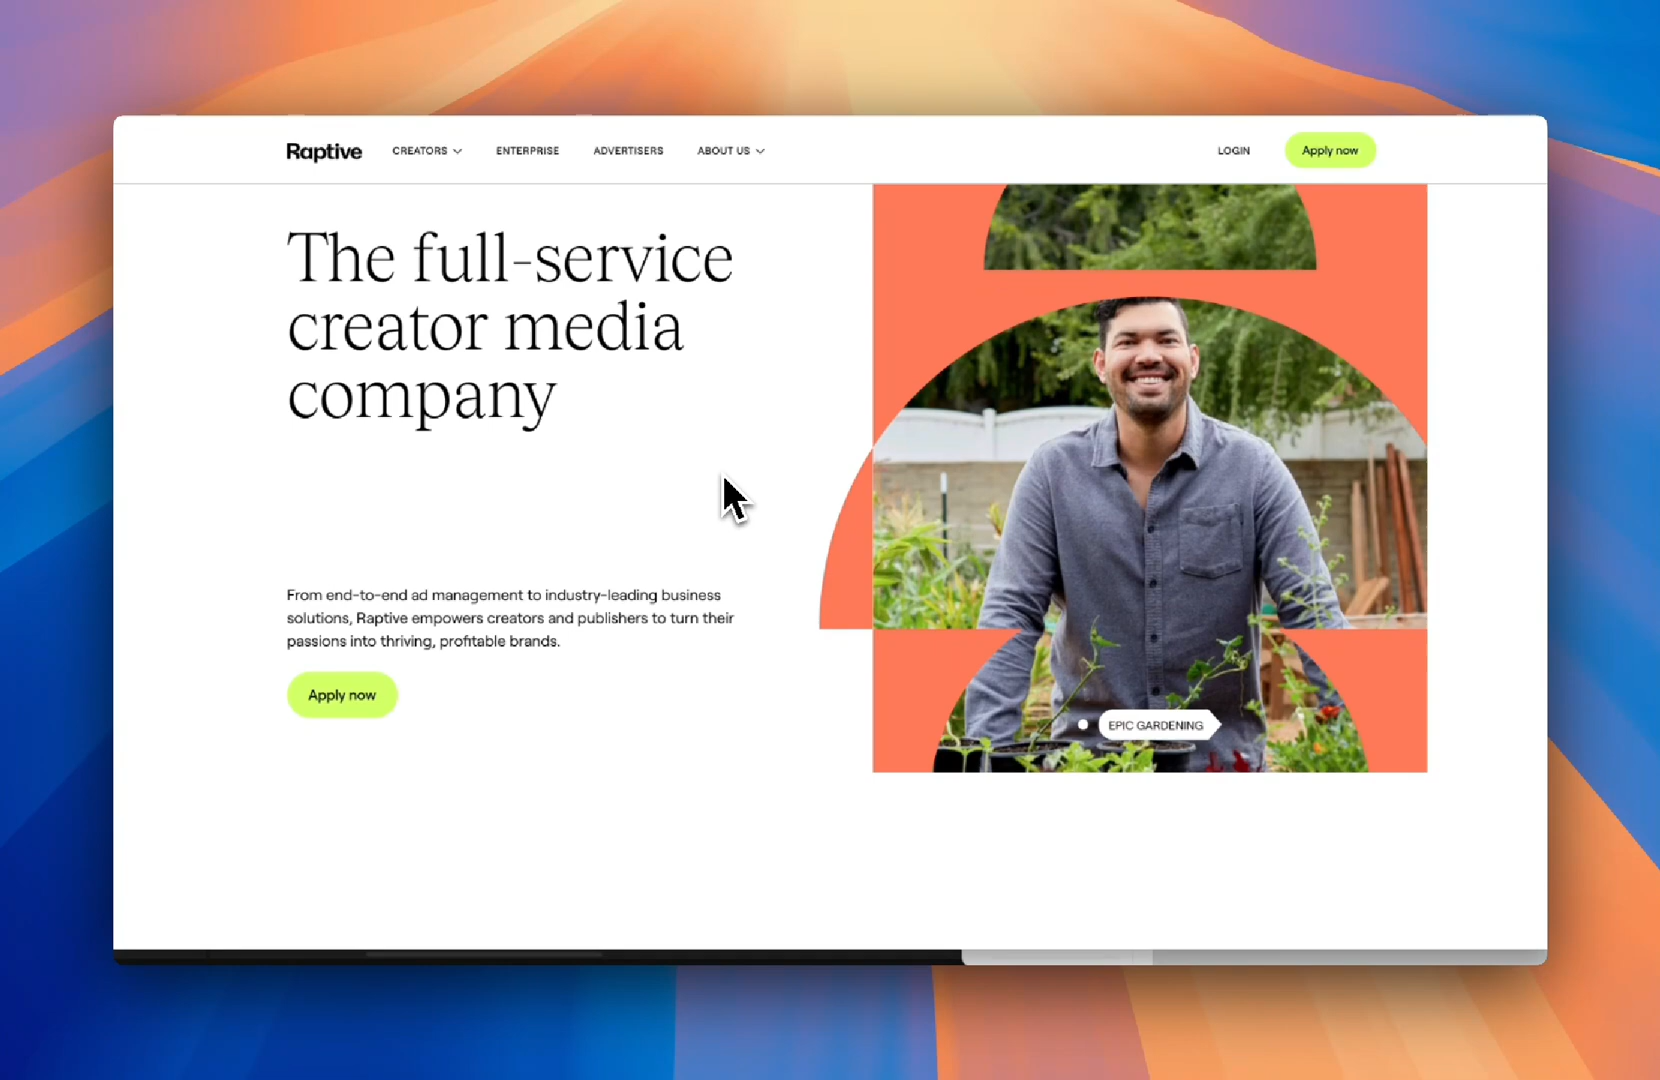 Raptive
CREATORS
ENTERPRISE
ADVERTISERS
ABOUT US
LOGIN
Apply now
The full-service
creator media
company
From end-to-end ad management to industry-leading business
solutions, Raptive empowers creators and publishers to turn their
passions into thriving, profitable brands.
Apply now
EPIC GARDENING